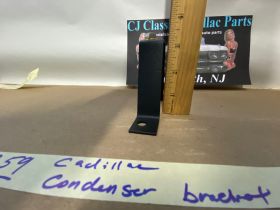 CJ Classic Cadillac Parts
NJ
59 Cadillac
Condenser bracket